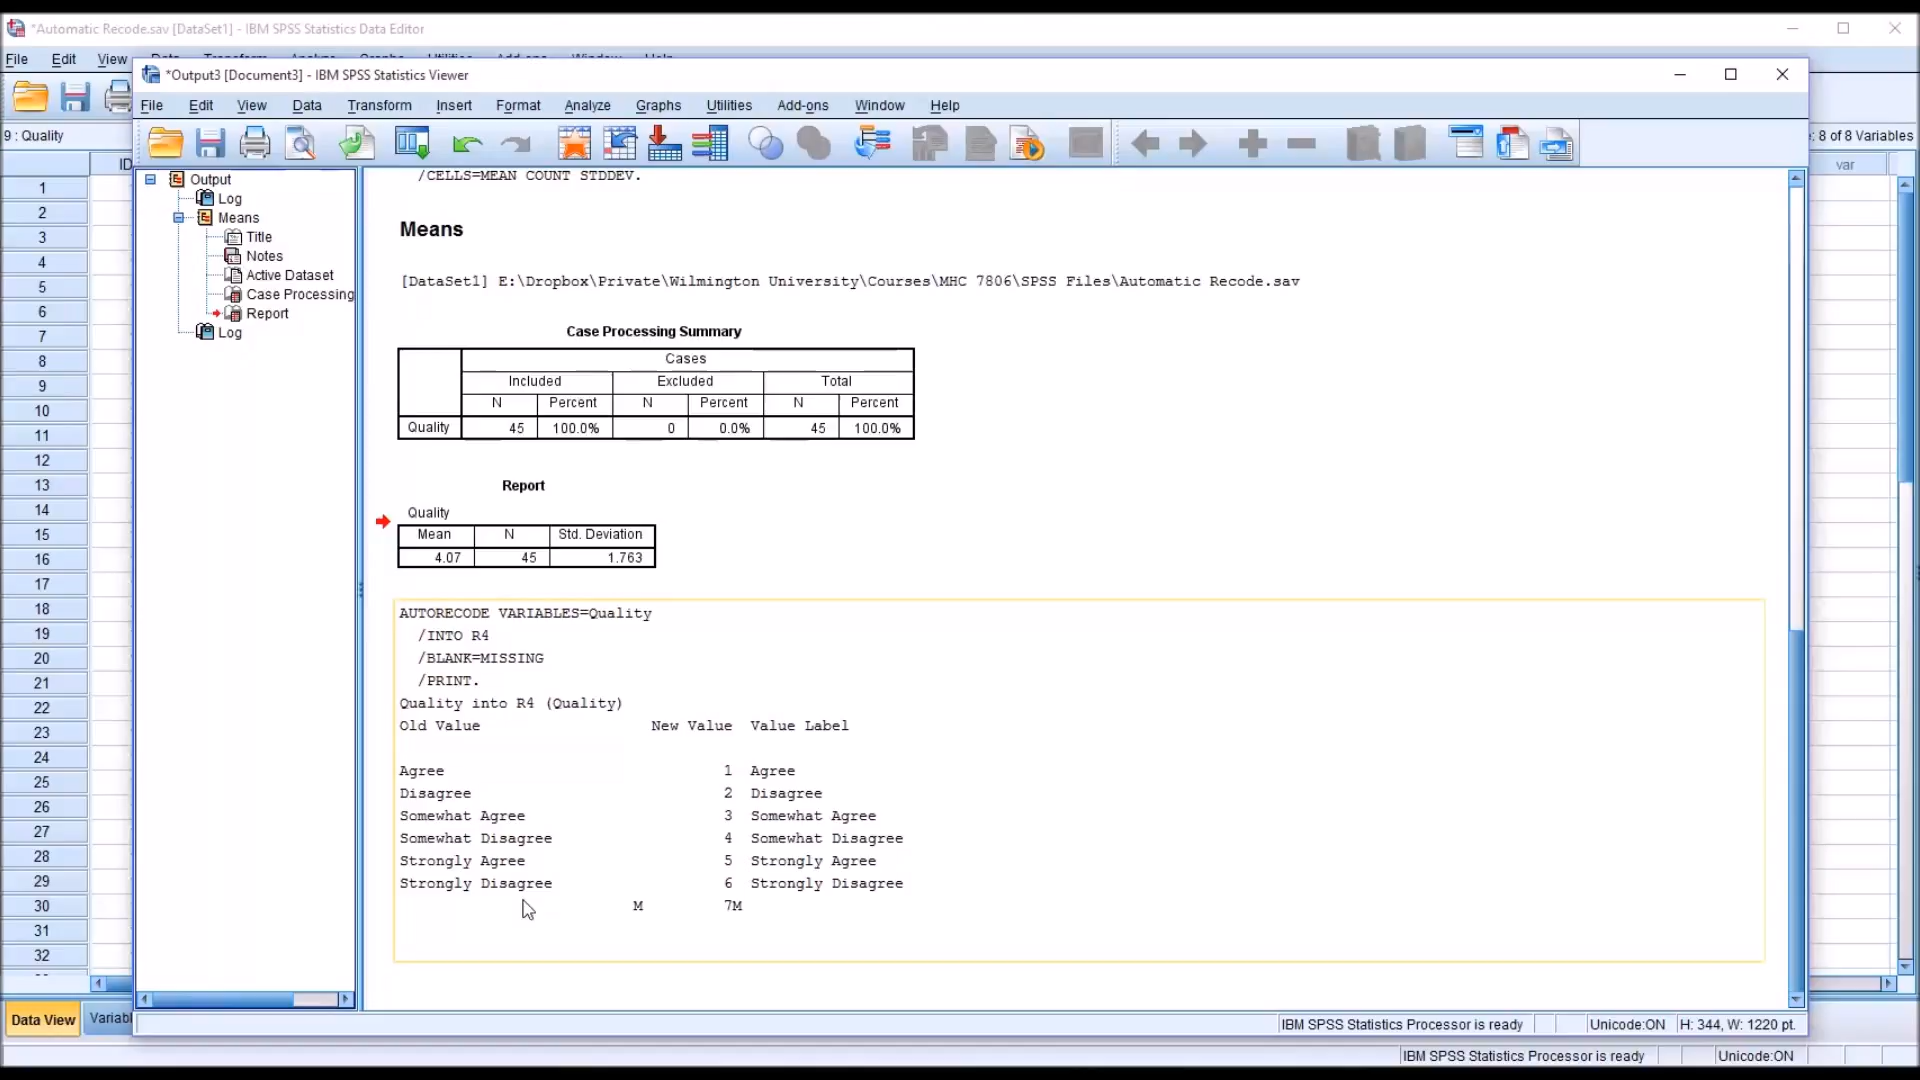 *Automatic Recode.sav [DataSet1] - IBM SPSS Statistics Data Editor
File Edit View
*Output3 [Document3] - IBM SPSS Statistics Viewer
File Edit View Data Transform Insert Format Analyze Graphs Utilities Add-ons Window Help
9 : Quality
: 8 of 8 Variables
ID
var
1
2
3
4
5
6
7
8
9
10
11
12
13
14
15
16
17
18
19
20
21
22
23
24
25
26
27
28
29
30
31
32
Output
Log
Means
Title
Notes
Active Dataset
Case Processing
Report
Log
/CELLS=MEAN COUNT STDDEV.
Means
[DataSet1] E:\Dropbox\Private\Wilmington University\Courses\MHC 7806\SPSS Files\Automatic Recode.sav
Case Processing Summary
Cases
Included Excluded Total
N Percent N Percent N Percent
Quality 45 100.0% 0 0.0% 45 100.0%
Report
Quality
Mean N Std. Deviation
4.07 45 1.763
AUTORECODE VARIABLES=Quality
/INTO R4
/BLANK=MISSING
/PRINT.
Quality into R4 (Quality)
Old Value New Value Value Label
Agree 1 Agree
Disagree 2 Disagree
Somewhat Agree 3 Somewhat Agree
Somewhat Disagree 4 Somewhat Disagree
Strongly Agree 5 Strongly Agree
Strongly Disagree 6 Strongly Disagree
M 7M
Data View Variabl
IBM SPSS Statistics Processor is ready Unicode:ON H: 344, W: 1220 pt.
IBM SPSS Statistics Processor is ready Unicode:ON